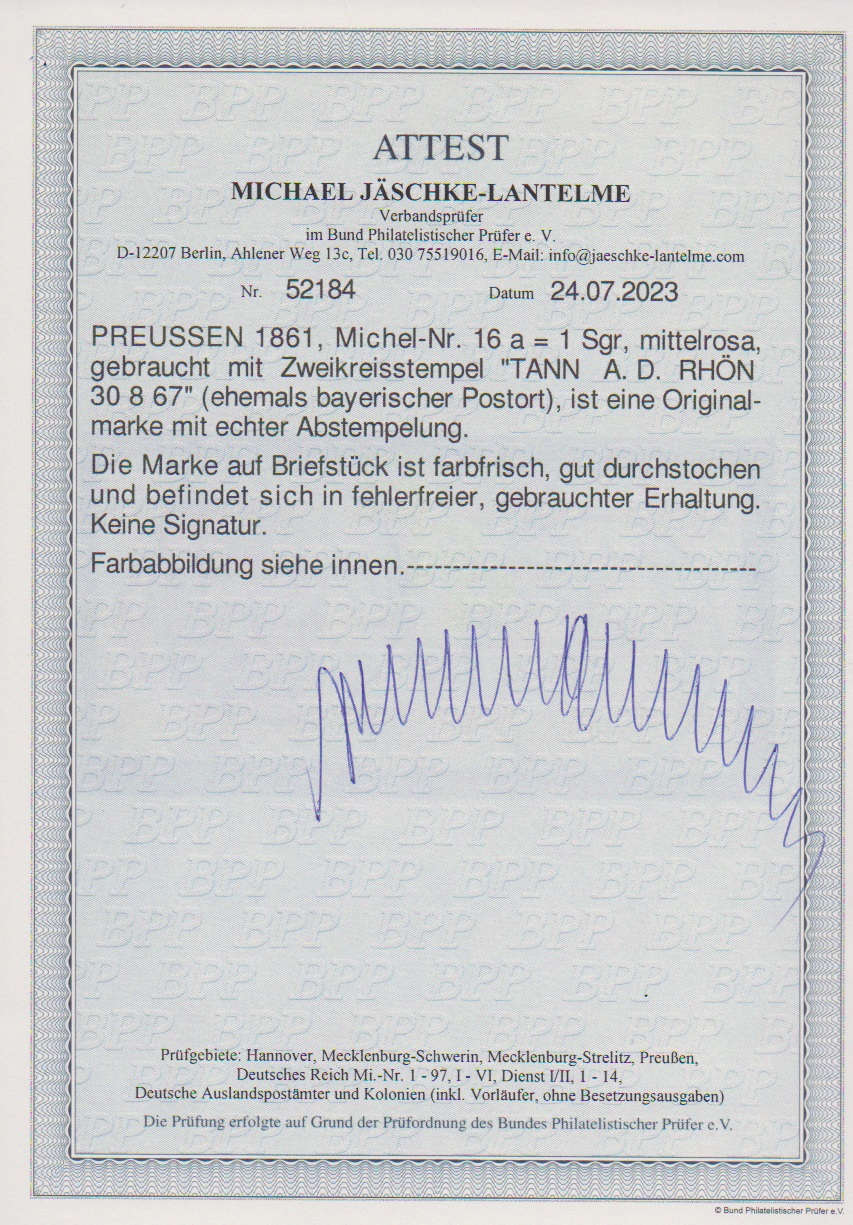 ATTEST
MICHAEL JÄSCHKE-LANTELME
Verbandsprüfer
im Bund Philatelistischer Prüfer e. V.
D-12207 Berlin, Ahlener Weg 13c, Tel. 030 75519016, E-Mail: info@jaeschke-lantelme.com
Nr. 52184 Datum 24.07.2023
PREUSSEN 1861, Michel-Nr. 16 a = 1 Sgr, mittelrosa,
gebraucht mit Zweikreisstempel "TANN A. D. RHÖN
30 8 67" (ehemals bayerischer Postort), ist eine Original-
marke mit echter Abstempelung.
Die Marke auf Briefstück ist farbfrisch, gut durchstochen
und befindet sich in fehlerfreier, gebrauchter Erhaltung.
Keine Signatur.
Farbabbildung siehe innen.------------------------------------
Prüfgebiete: Hannover, Mecklenburg-Schwerin, Mecklenburg-Strelitz, Preußen,
Deutsches Reich Mi.-Nr. 1 - 97, I - VI, Dienst I/II, 1 - 14,
Deutsche Auslandspostämter und Kolonien (inkl. Vorläufer, ohne Besetzungsausgaben)
Die Prüfung erfolgte auf Grund der Prüfordnung des Bundes Philatelistischer Prüfer e.V.
© Bund Philatelistischer Prüfer e.V.